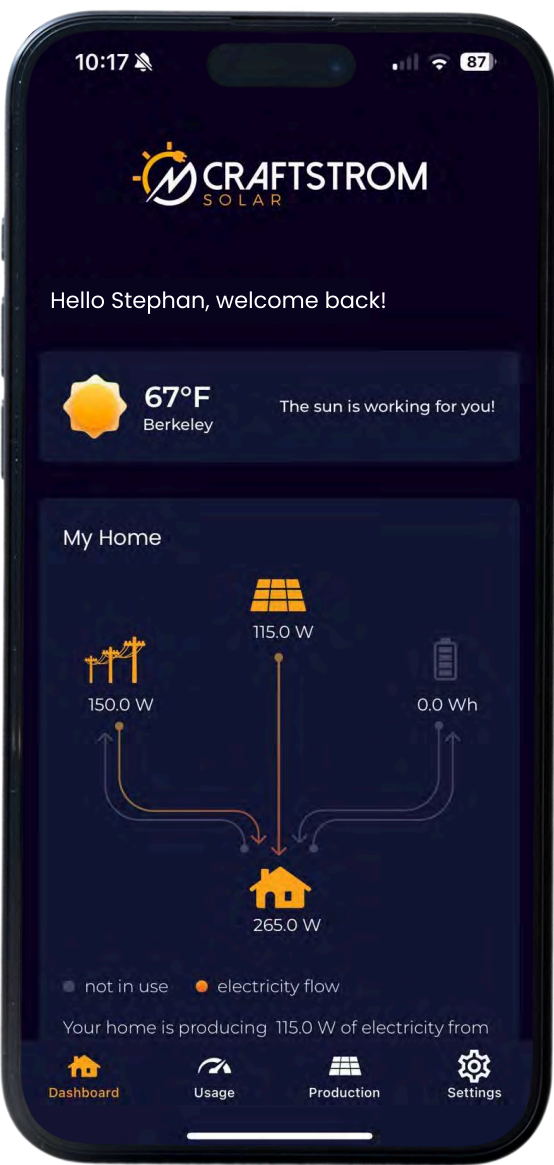 10:17
87
CRAFTSTROM
SOLAR
Hello Stephan, welcome back!
67°F
Berkeley
The sun is working for you!
My Home
115.0 W
150.0 W
0.0 Wh
265.0 W
not in use
electricity flow
Your home is producing 115.0 W of electricity from
Dashboard
Usage
Production
Settings